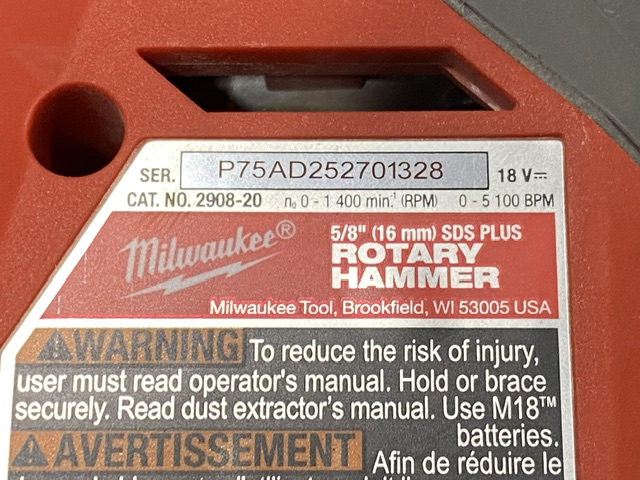 SER. P75AD252701328 18 V⎓
CAT. NO. 2908-20 n₀ 0 - 1 400 min.⁻¹ (RPM) 0 - 5 100 BPM
Milwaukee®
5/8" (16 mm) SDS PLUS
ROTARY
HAMMER
Milwaukee Tool, Brookfield, WI 53005 USA
WARNING To reduce the risk of injury,
user must read operator's manual. Hold or brace
securely. Read dust extractor's manual. Use M18™
batteries.
AVERTISSEMENT Afin de réduire le